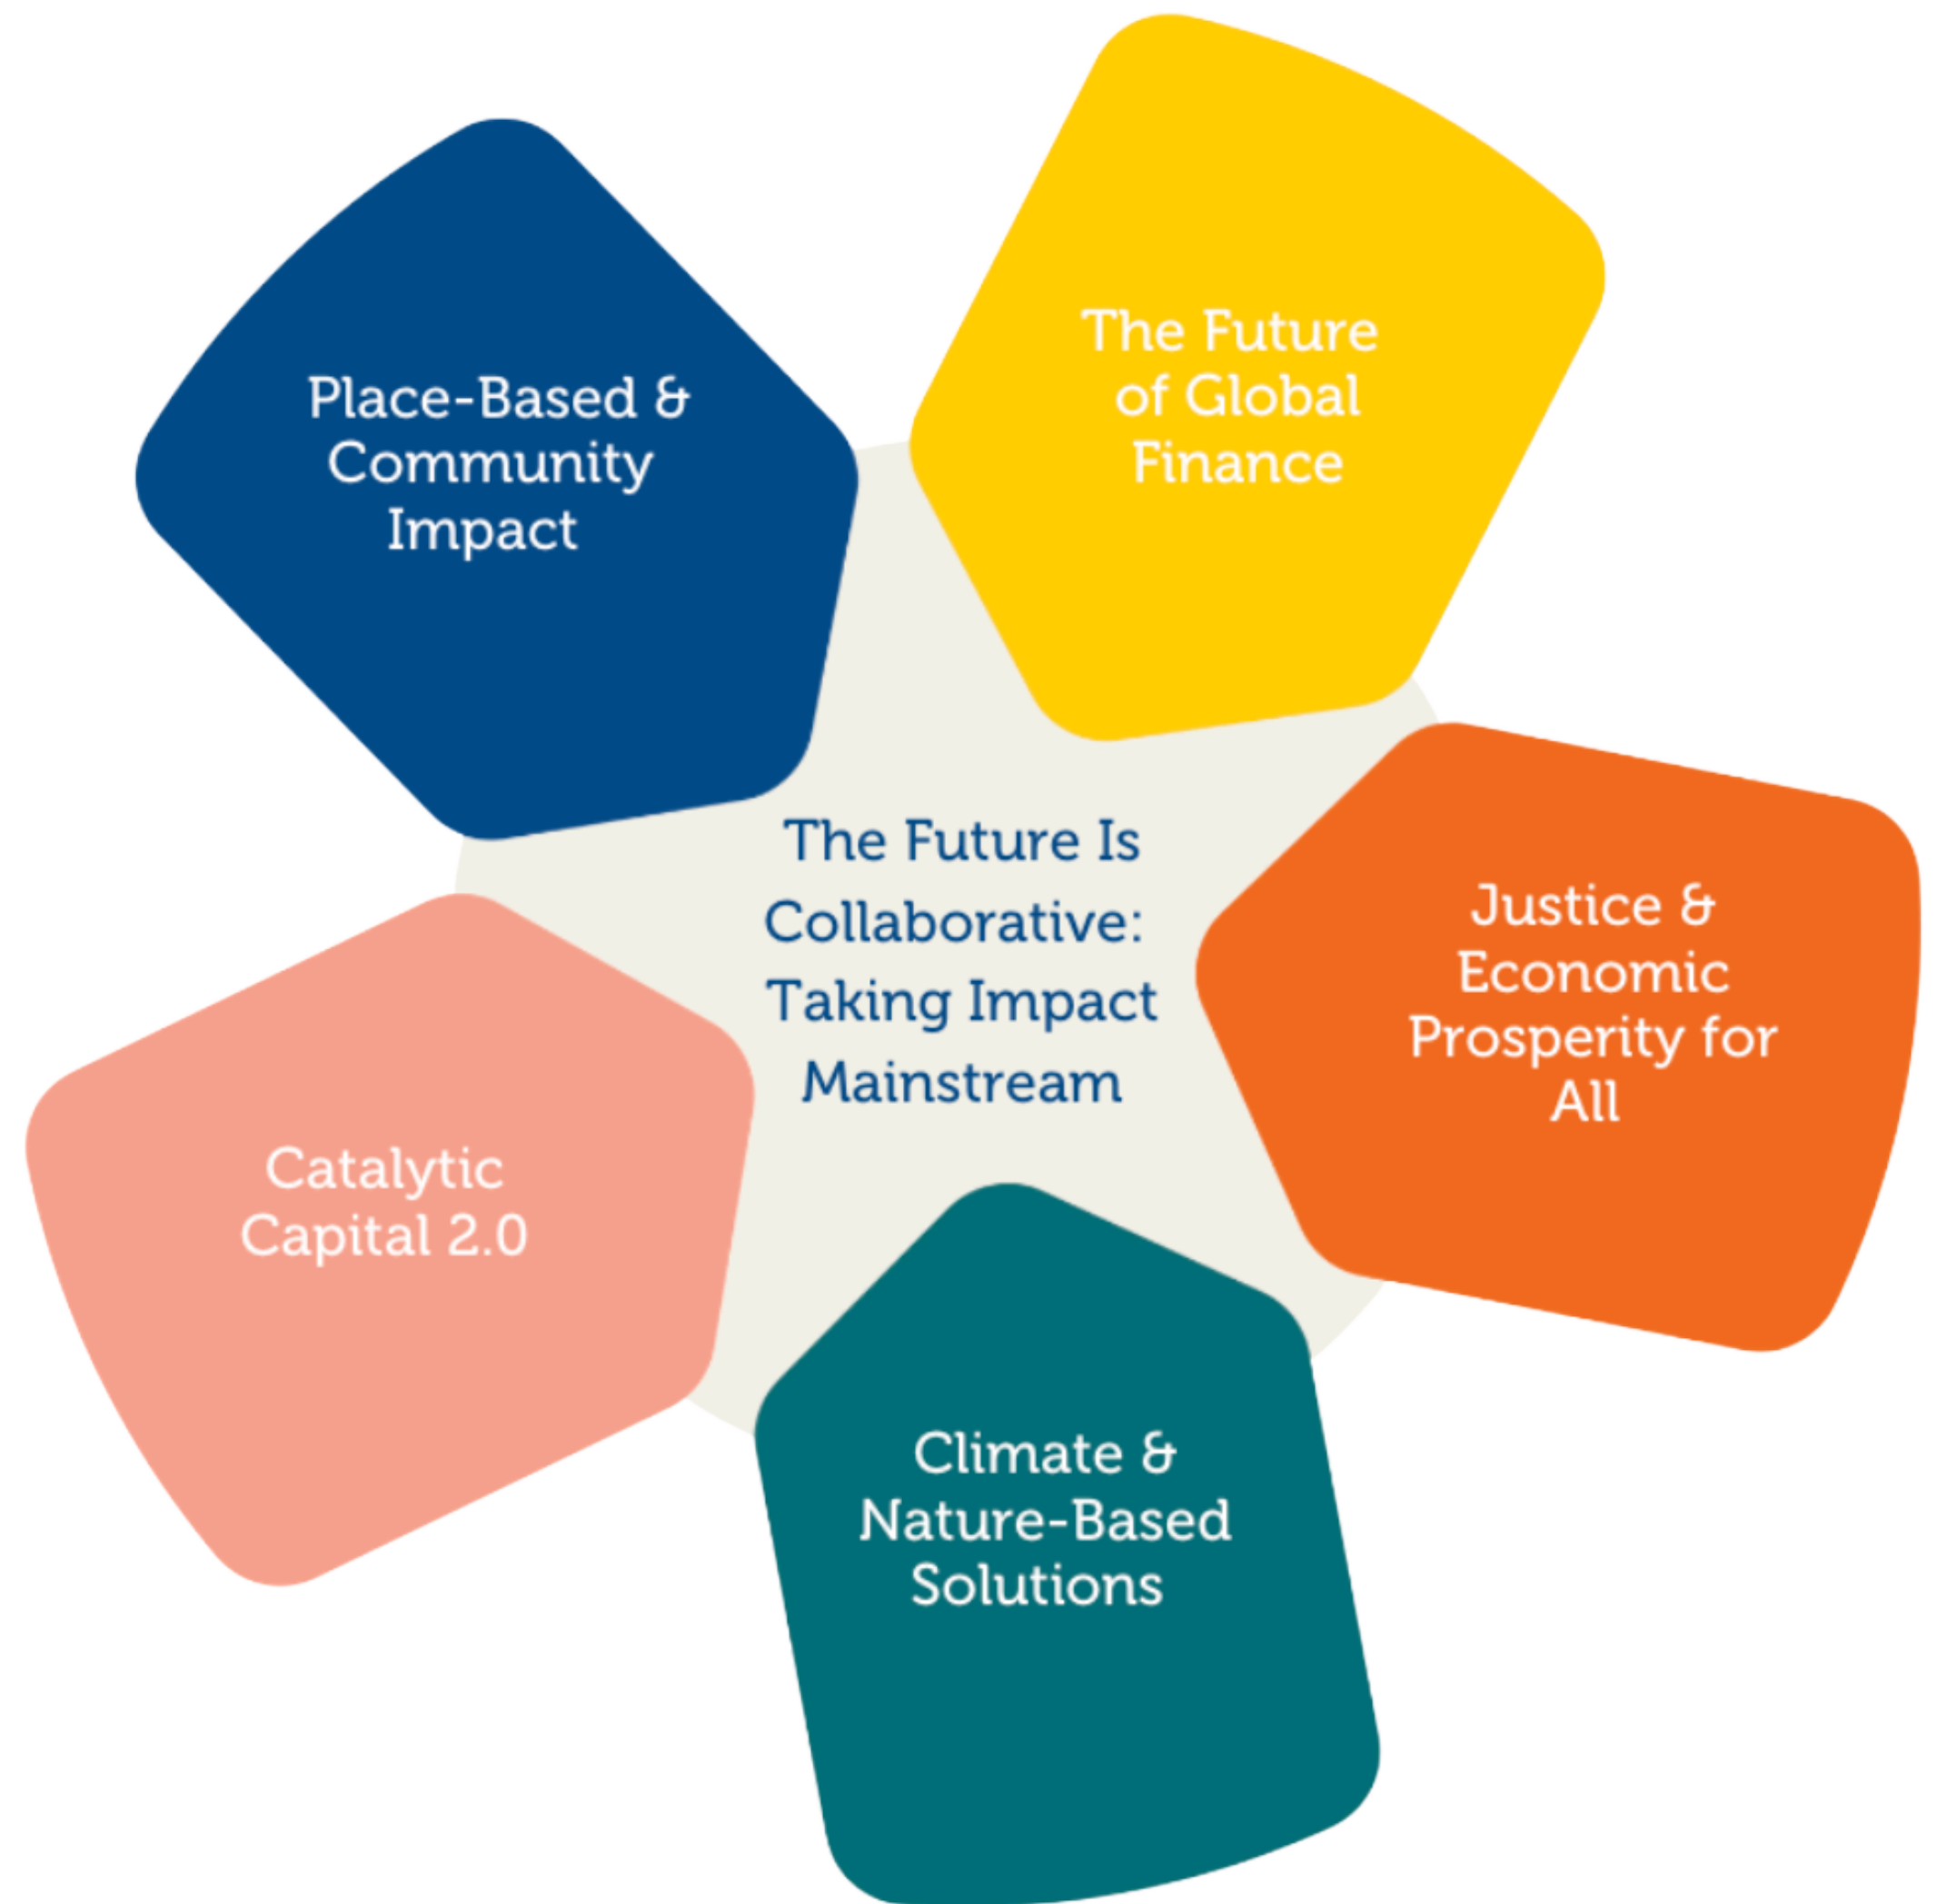 Place-Based &
Community
Impact
The Future
of Global
Finance
The Future Is
Collaborative:
Taking Impact
Mainstream
Justice &
Economic
Prosperity for
All
Catalytic
Capital 2.0
Climate &
Nature-Based
Solutions